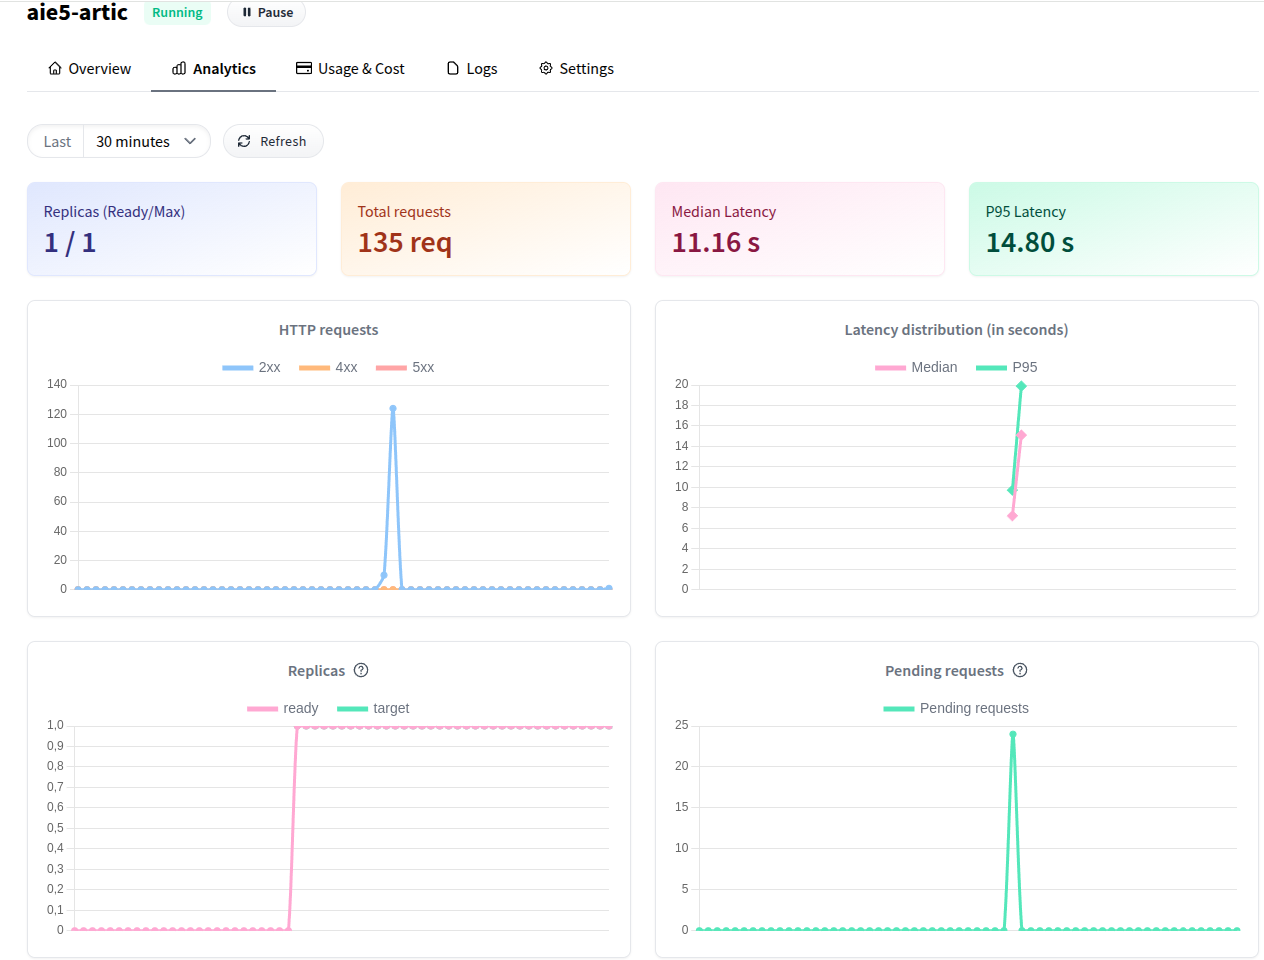 aie5-artic Running Pause
Overview Analytics Usage & Cost Logs Settings
Last 30 minutes Refresh
Replicas (Ready/Max)
1 / 1
Total requests
135 req
Median Latency
11.16 s
P95 Latency
14.80 s
HTTP requests
2xx 4xx 5xx
140
120
100
80
60
40
20
0
Latency distribution (in seconds)
Median P95
20
18
16
14
12
10
8
6
4
2
0
Replicas ?
ready target
1,0
0,9
0,8
0,7
0,6
0,5
0,4
0,3
0,2
0,1
0
Pending requests ?
Pending requests
25
20
15
10
5
0